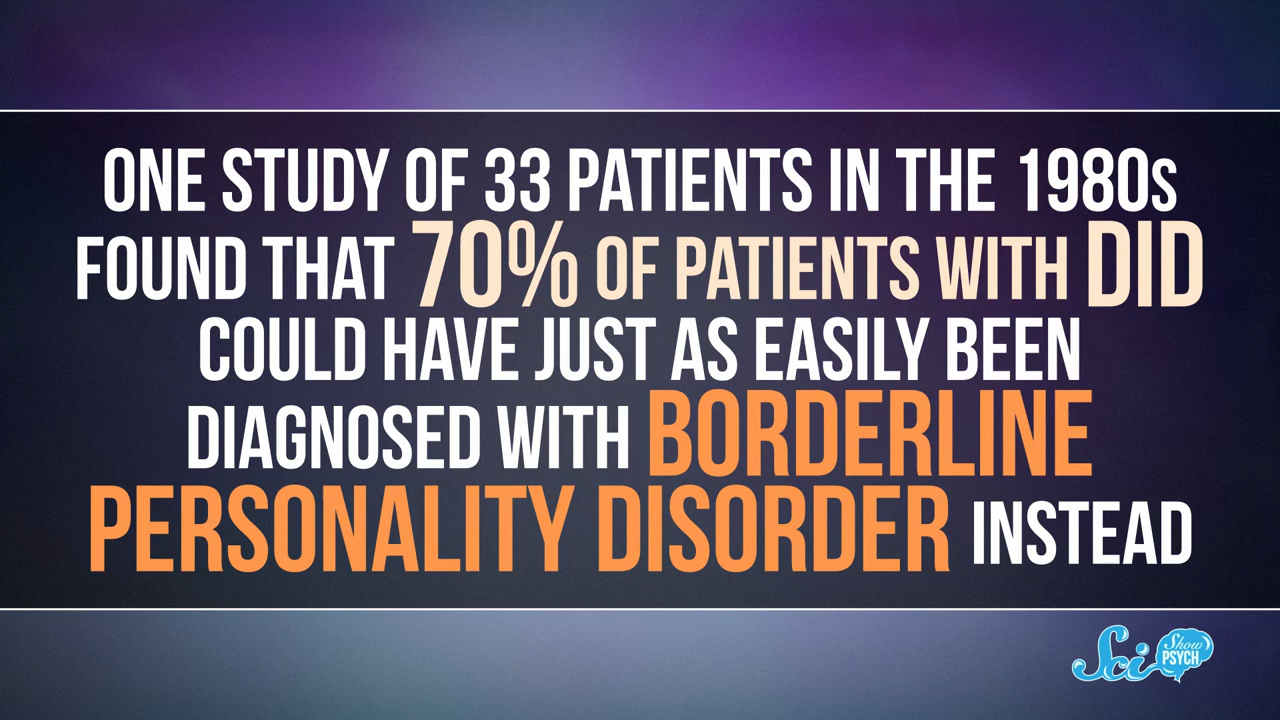 ONE STUDY OF 33 PATIENTS IN THE 1980s
FOUND THAT 70% OF PATIENTS WITH DID
COULD HAVE JUST AS EASILY BEEN
DIAGNOSED WITH BORDERLINE
PERSONALITY DISORDER INSTEAD
Sci Show
PSYCH